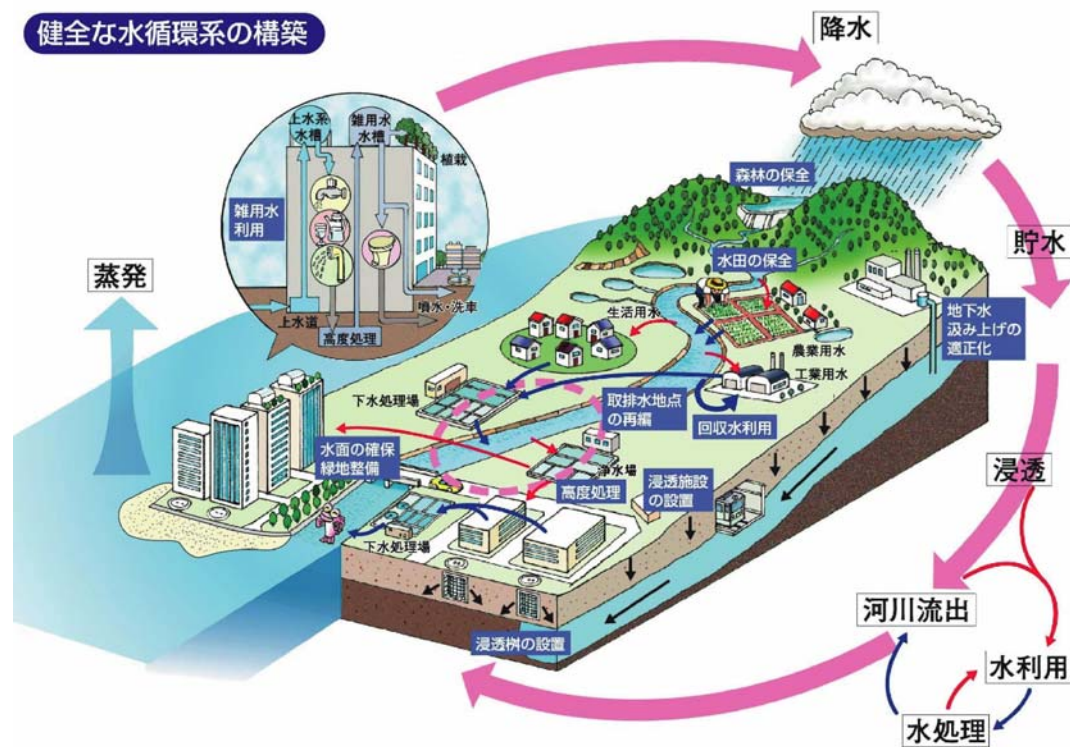 健全な水循環系の構築
降水
上水系
水槽
雑用水
水槽
植栽
雑用水
利用
噴水・洗車
上水道
高度処理
森林の保全
貯水
水田の保全
蒸発
地下水
汲み上げの
適正化
生活用水
農業用水
工業用水
下水処理場
取排水地点
の再編
回収水利用
水面の確保
緑地整備
浄水場
高度処理
浸透施設
の設置
浸透
下水処理場
河川流出
浸透桝の設置
水利用
水処理